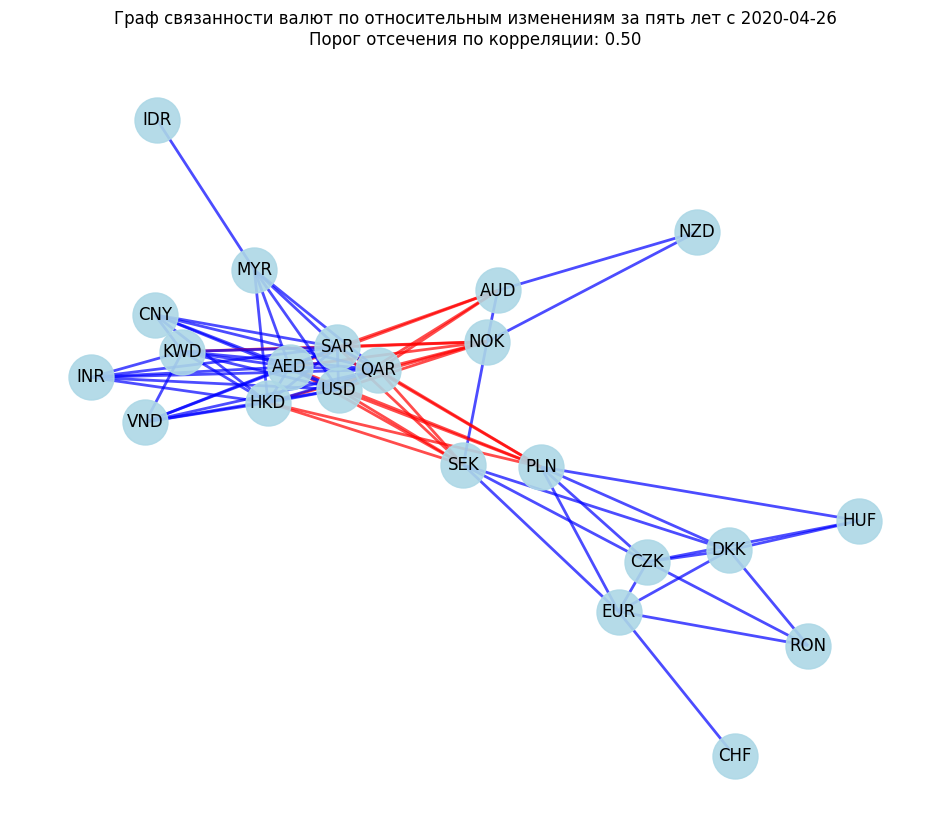 Граф связанности валют по относительным изменениям за пять лет с 2020-04-26
Порог отсечения по корреляции: 0.50
IDR
NZD
MYR
AUD
CNY
NOK
SAR
KWD
AED
QAR
INR
USD
HKD
VND
SEK
PLN
HUF
DKK
CZK
EUR
RON
CHF